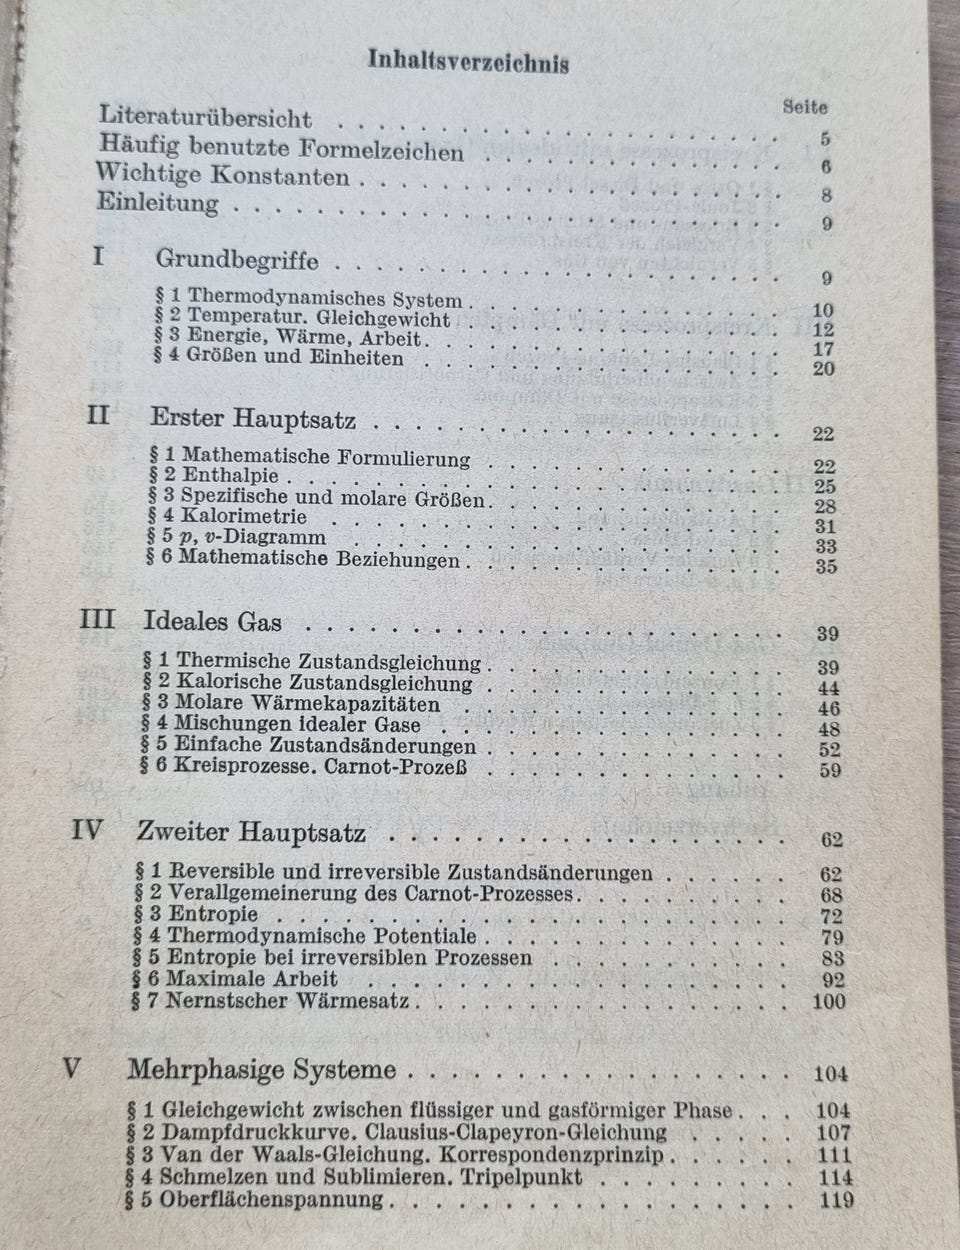 Inhaltsverzeichnis
Seite
Literaturübersicht . . . . . . . . . . . . . . . . . . . . 5
Häufig benutzte Formelzeichen . . . . . . . . . . . . . 6
Wichtige Konstanten . . . . . . . . . . . . . . . . . . . 8
Einleitung . . . . . . . . . . . . . . . . . . . . . . . . 9
I Grundbegriffe . . . . . . . . . . . . . . . . . . . . 9
§ 1 Thermodynamisches System . . . . . . . . . . . . . 10
§ 2 Temperatur. Gleichgewicht . . . . . . . . . . . . . 12
§ 3 Energie, Wärme, Arbeit . . . . . . . . . . . . . . . 17
§ 4 Größen und Einheiten . . . . . . . . . . . . . . . . 20
II Erster Hauptsatz . . . . . . . . . . . . . . . . . . 22
§ 1 Mathematische Formulierung . . . . . . . . . . . . 22
§ 2 Enthalpie . . . . . . . . . . . . . . . . . . . . . 25
§ 3 Spezifische und molare Größen . . . . . . . . . . . 28
§ 4 Kalorimetrie . . . . . . . . . . . . . . . . . . . 31
§ 5 p, v-Diagramm . . . . . . . . . . . . . . . . . . 33
§ 6 Mathematische Beziehungen . . . . . . . . . . . . . 35
III Ideales Gas . . . . . . . . . . . . . . . . . . . . 39
§ 1 Thermische Zustandsgleichung . . . . . . . . . . . 39
§ 2 Kalorische Zustandsgleichung . . . . . . . . . . . 44
§ 3 Molare Wärmekapazitäten . . . . . . . . . . . . . 46
§ 4 Mischungen idealer Gase . . . . . . . . . . . . . 48
§ 5 Einfache Zustandsänderungen . . . . . . . . . . . 52
§ 6 Kreisprozesse. Carnot-Prozeß . . . . . . . . . . . 59
IV Zweiter Hauptsatz . . . . . . . . . . . . . . . . . 62
§ 1 Reversible und irreversible Zustandsänderungen . . . . . . 62
§ 2 Verallgemeinerung des Carnot-Prozesses . . . . . . . . . 68
§ 3 Entropie . . . . . . . . . . . . . . . . . . . . . 72
§ 4 Thermodynamische Potentiale . . . . . . . . . . . . 79
§ 5 Entropie bei irreversiblen Prozessen . . . . . . . . . 83
§ 6 Maximale Arbeit . . . . . . . . . . . . . . . . . . 92
§ 7 Nernstscher Wärmesatz . . . . . . . . . . . . . . . 100
V Mehrphasige Systeme . . . . . . . . . . . . . . . . 104
§ 1 Gleichgewicht zwischen flüssiger und gasförmiger Phase . . . 104
§ 2 Dampfdruckkurve. Clausius-Clapeyron-Gleichung . . . . . 107
§ 3 Van der Waals-Gleichung. Korrespondenzprinzip . . . . . . 111
§ 4 Schmelzen und Sublimieren. Tripelpunkt . . . . . . . . 114
§ 5 Oberflächenspannung . . . . . . . . . . . . . . . . 119